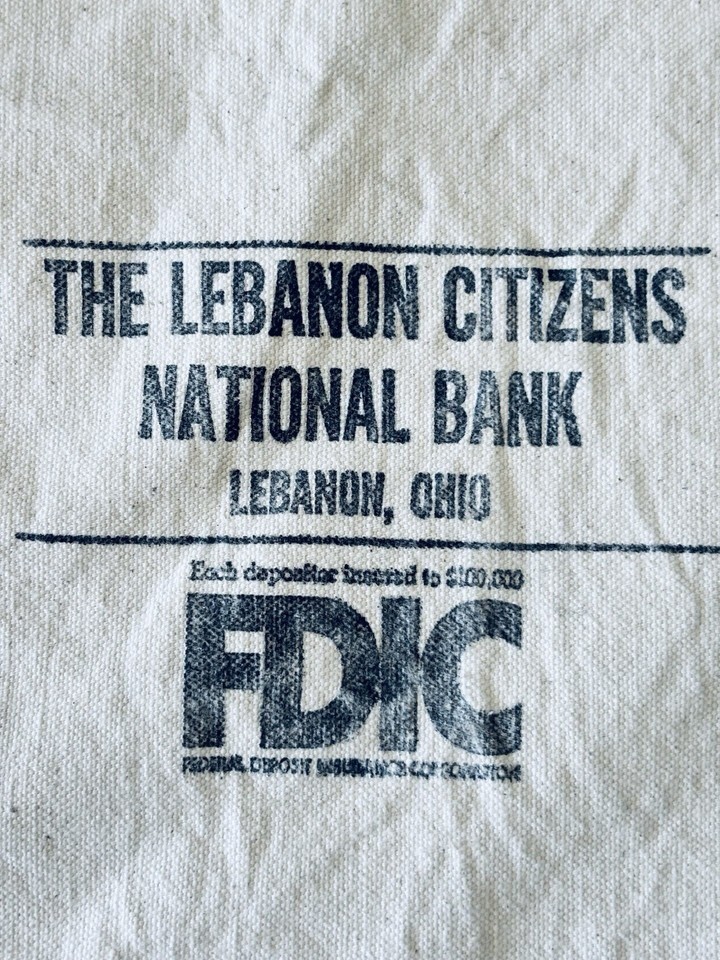 THE LEBANON CITIZENS
NATIONAL BANK
LEBANON, OHIO
Each depositor insured to $100,000
FDIC
FEDERAL DEPOSIT INSURANCE CORPORATION